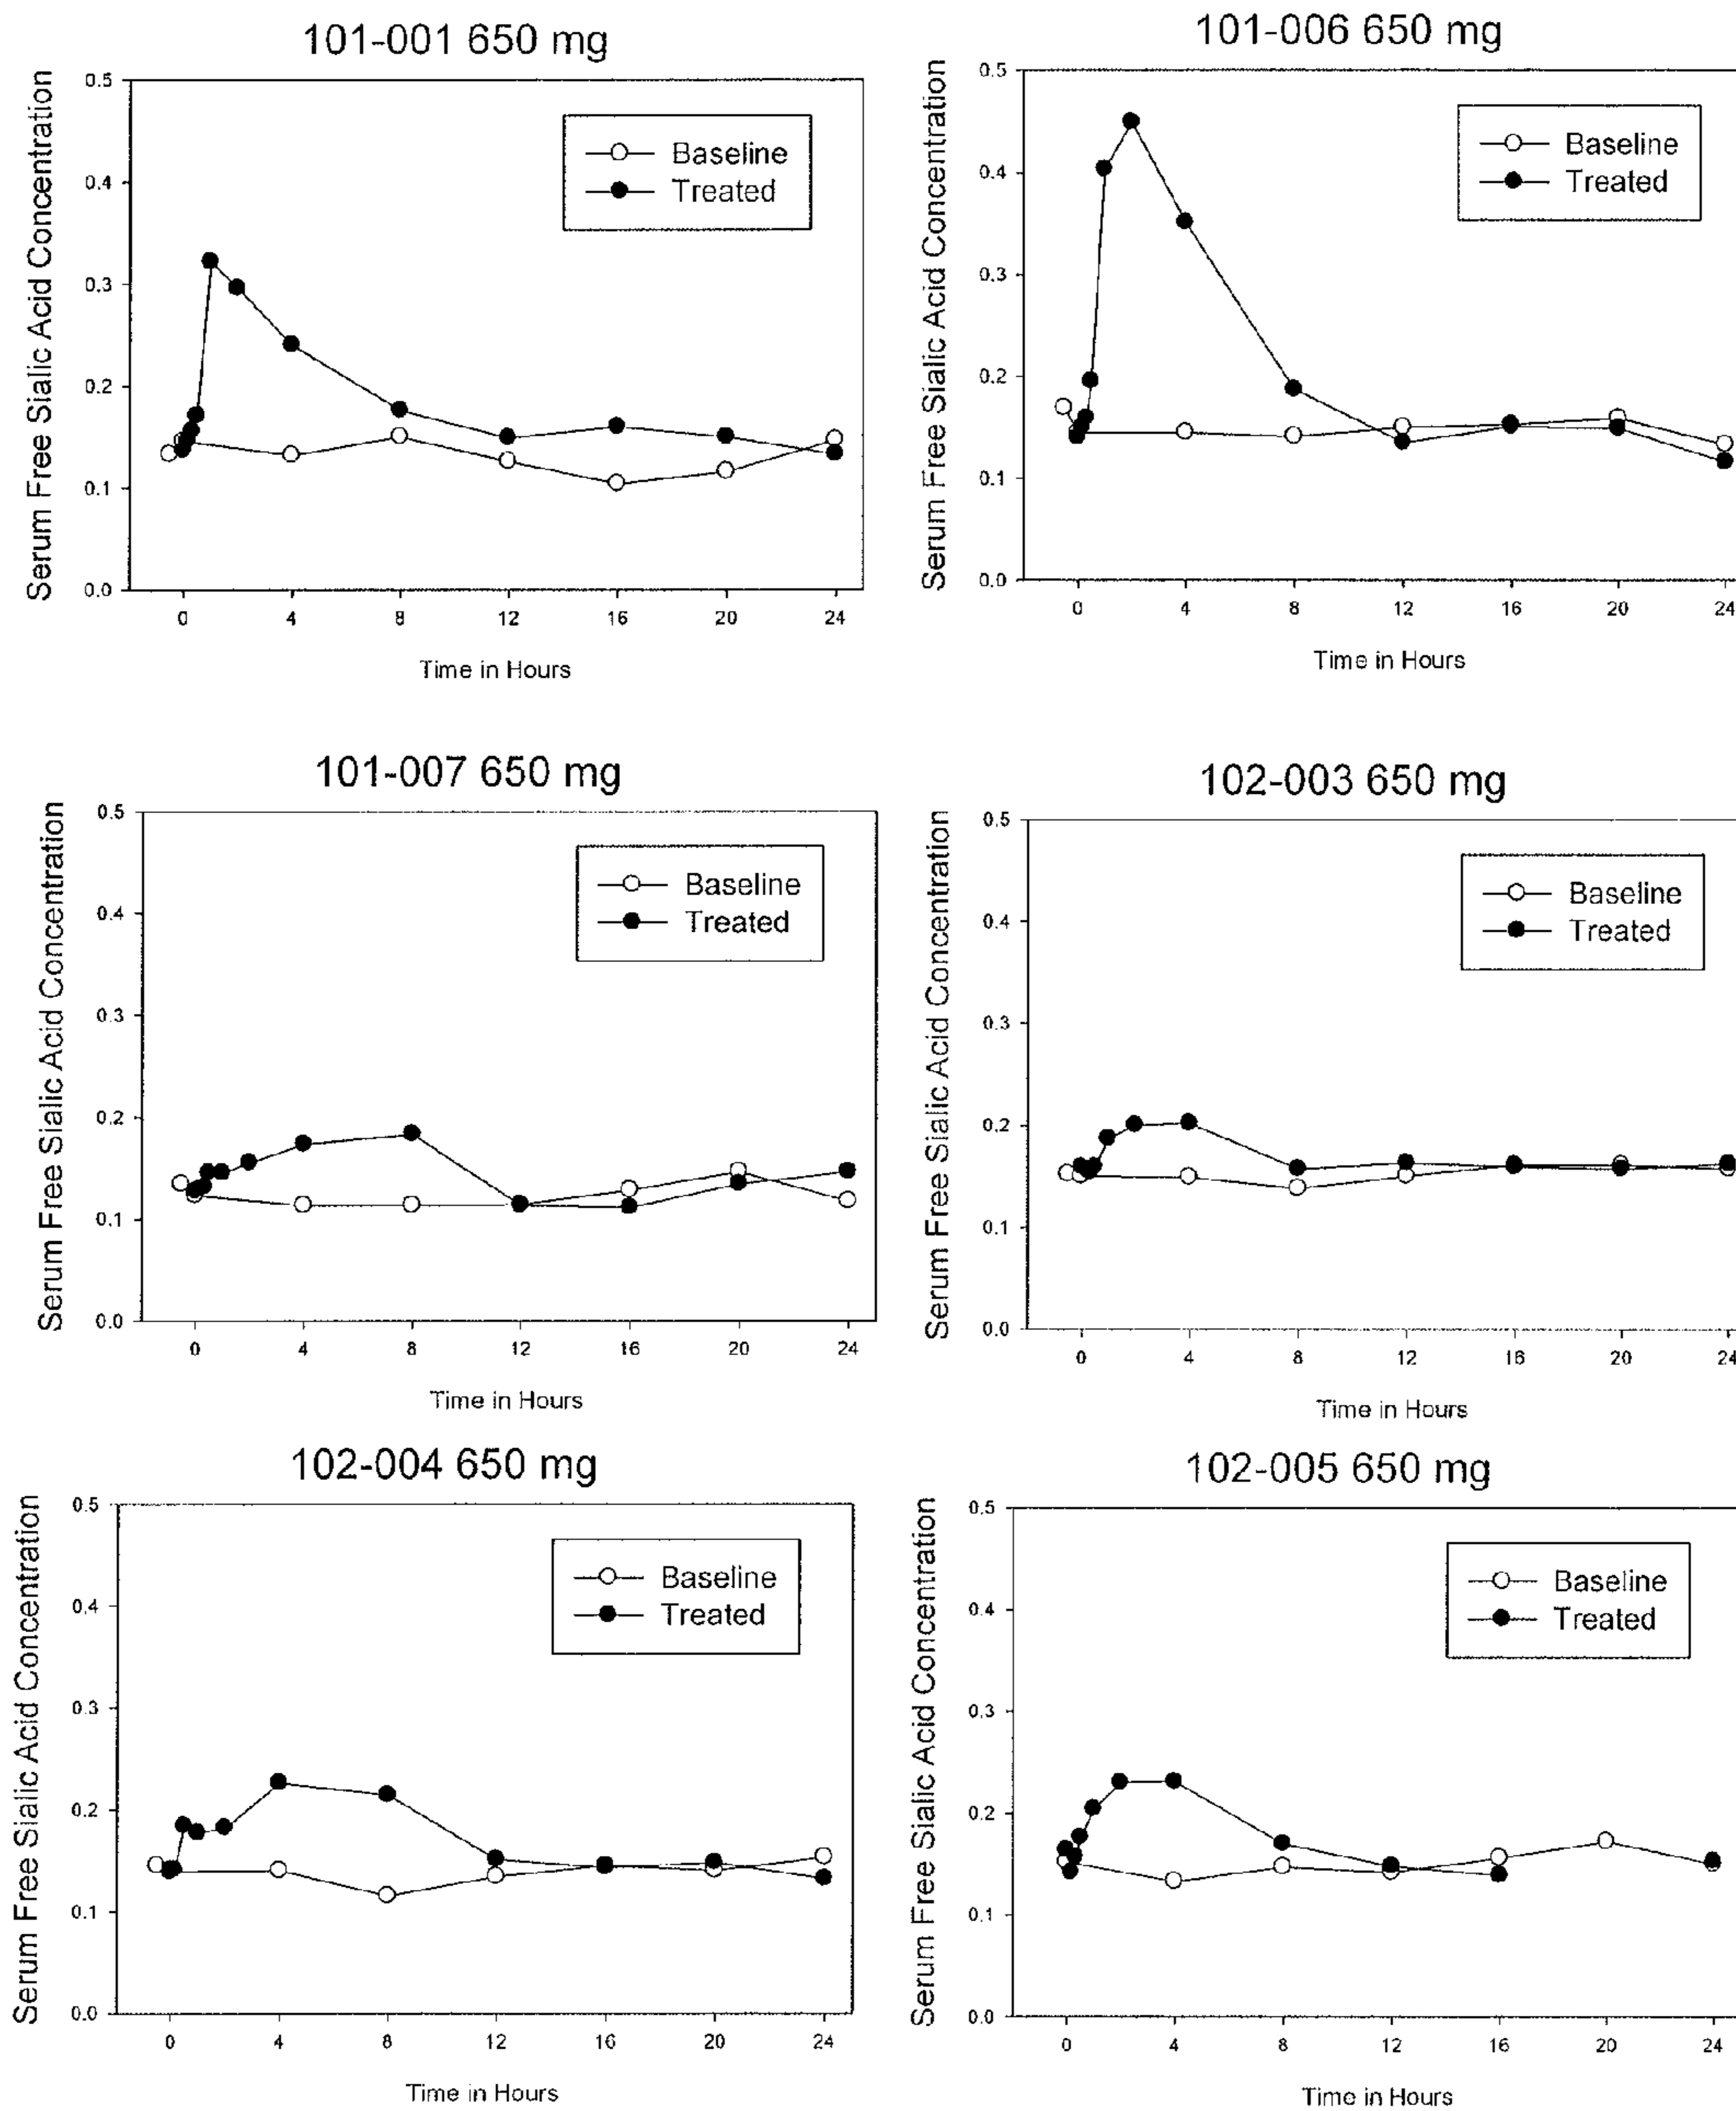 101-001 650 mg
Serum Free Sialic Acid Concentration
0.5
0.4
0.3
0.2
0.1
0.0
Baseline
Treated
0 4 8 12 16 20 24
Time in Hours
101-006 650 mg
Serum Free Sialic Acid Concentration
0.5
0.4
0.3
0.2
0.1
0.0
Baseline
Treated
0 4 8 12 16 20 24
Time in Hours
101-007 650 mg
Serum Free Sialic Acid Concentration
0.5
0.4
0.3
0.2
0.1
0.0
Baseline
Treated
0 4 8 12 16 20 24
Time in Hours
102-003 650 mg
Serum Free Sialic Acid Concentration
0.5
0.4
0.3
0.2
0.1
0.0
Baseline
Treated
0 4 8 12 16 20 24
Time in Hours
102-004 650 mg
Serum Free Sialic Acid Concentration
0.5
0.4
0.3
0.2
0.1
0.0
Baseline
Treated
0 4 8 12 16 20 24
Time in Hours
102-005 650 mg
Serum Free Sialic Acid Concentration
0.5
0.4
0.3
0.2
0.1
0.0
Baseline
Treated
0 4 8 12 16 20 24
Time in Hours